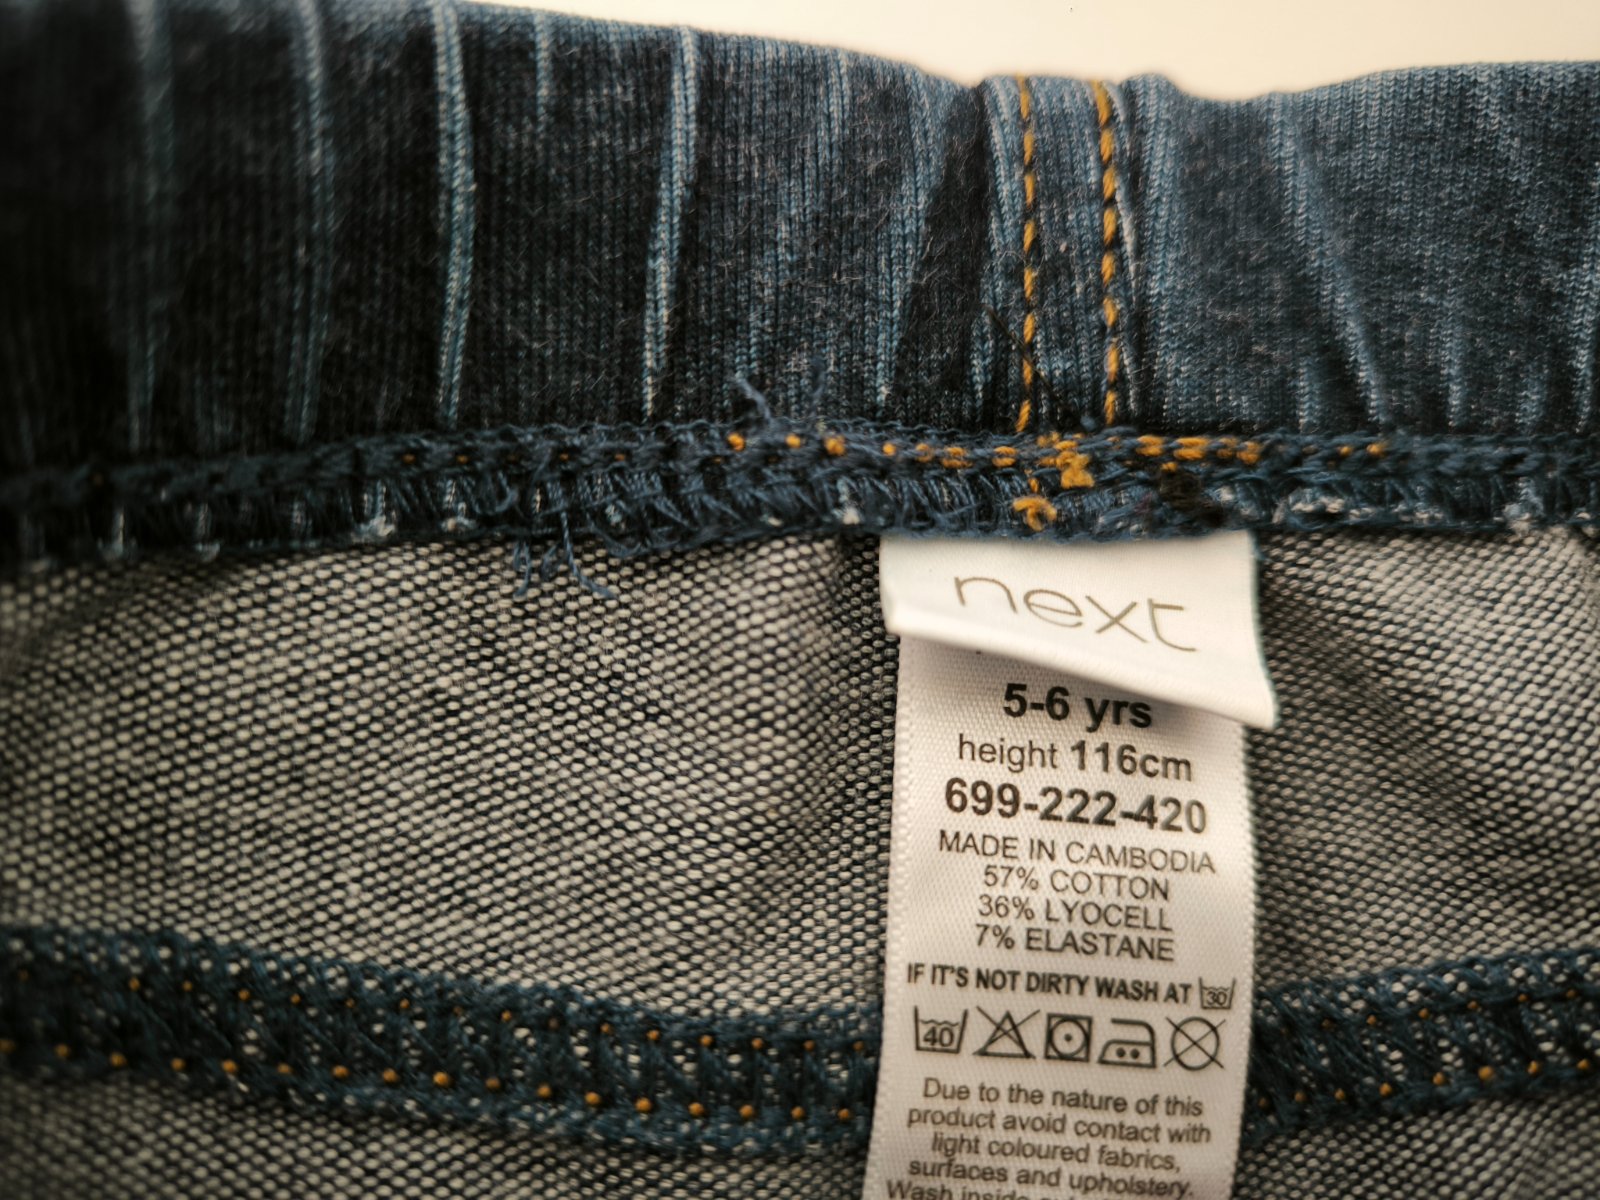 next
5-6 yrs
height 116cm
699-222-420
MADE IN CAMBODIA
57% COTTON
36% LYOCELL
7% ELASTANE
IF IT'S NOT DIRTY WASH AT 30
40
Due to the nature of this
product avoid contact with
light coloured fabrics,
surfaces and upholstery.
Wash inside